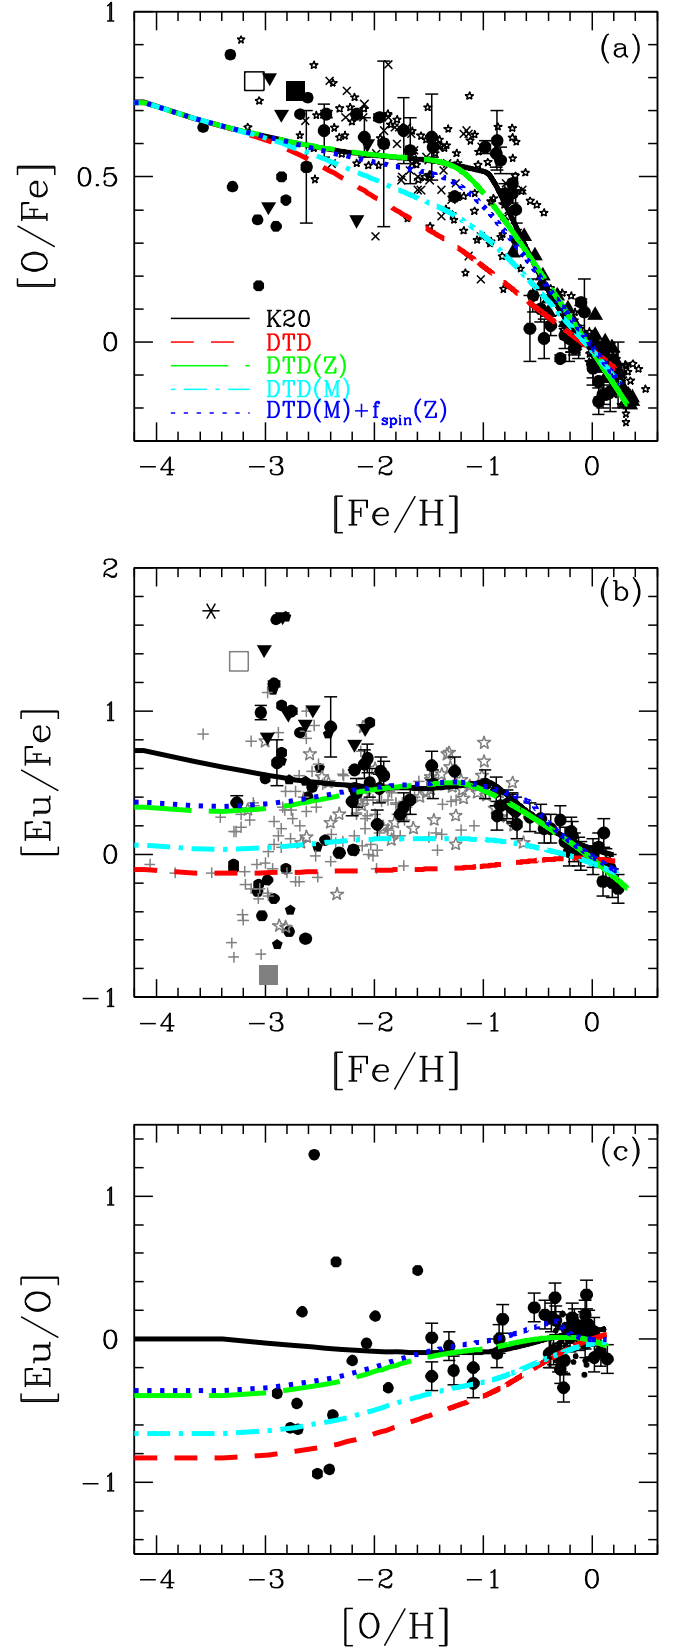 (a)
1
0.5
0
[O/Fe]
K20
DTD
DTD(Z)
DTD(M)
DTD(M)+f_spin(Z)
−4 −3 −2 −1 0
[Fe/H]
(b)
2
1
0
−1
[Eu/Fe]
−4 −3 −2 −1 0
[Fe/H]
(c)
1
0
−1
[Eu/O]
−4 −3 −2 −1 0
[O/H]